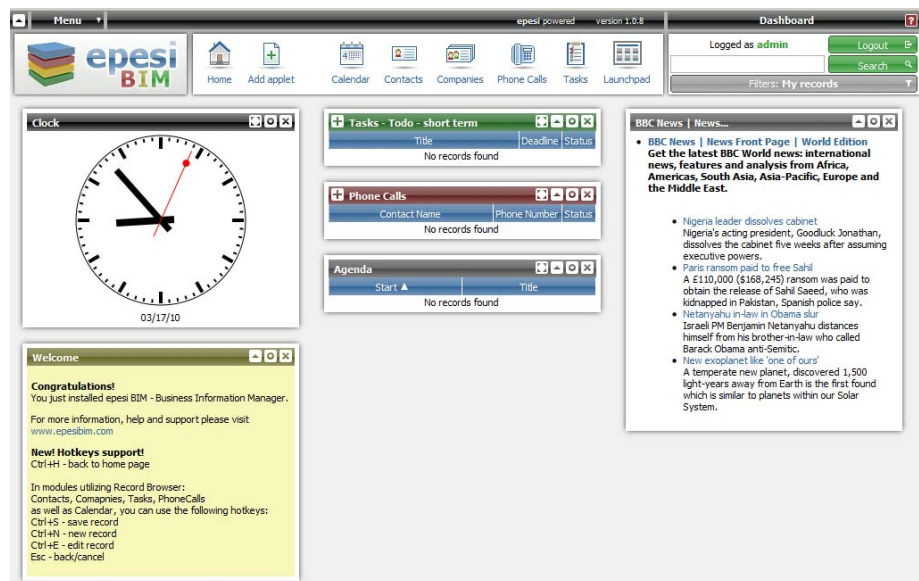 Menu
epesi powered version 1.0.8
Dashboard
?
epesi
BIM
Home
Add applet
Calendar
Contacts
Companies
Phone Calls
Tasks
Launchpad
Logged as admin
Logout
Search
Filters: My records
Clock
03/17/10
Welcome
Congratulations!
You just installed epesi BIM - Business Information Manager.
For more information, help and support please visit
www.epesibim.com
New! Hotkeys support!
Ctrl+H - back to home page
In modules utilizing Record Browser:
Contacts, Comapnies, Tasks, PhoneCalls
as well as Calendar, you can use the following hotkeys:
Ctrl+S - save record
Ctrl+N - new record
Ctrl+E - edit record
Esc - back/cancel
Tasks - Todo - short term
Title Deadline Status
No records found
Phone Calls
Contact Name Phone Number Status
No records found
Agenda
Start Title
No records found
BBC News | News...
BBC News | News Front Page | World Edition
Get the latest BBC World news: international
news, features and analysis from Africa,
Americas, South Asia, Asia-Pacific, Europe and
the Middle East.
Nigeria leader dissolves cabinet
Nigeria's acting president, Goodluck Jonathan,
dissolves the cabinet five weeks after assuming
executive powers.
Paris ransom paid to free Sahil
A £110,000 ($168,245) ransom was paid to
obtain the release of Sahil Saeed, who was
kidnapped in Pakistan, Spanish police say.
Netanyahu in-law in Obama slur
Israeli PM Benjamin Netanyahu distances
himself from his brother-in-law who called
Barack Obama anti-Semitic.
New exoplanet like 'one of ours'
A temperate new planet, discovered 1,500
light-years away from Earth is the first found
which is similar to planets within our Solar
System.